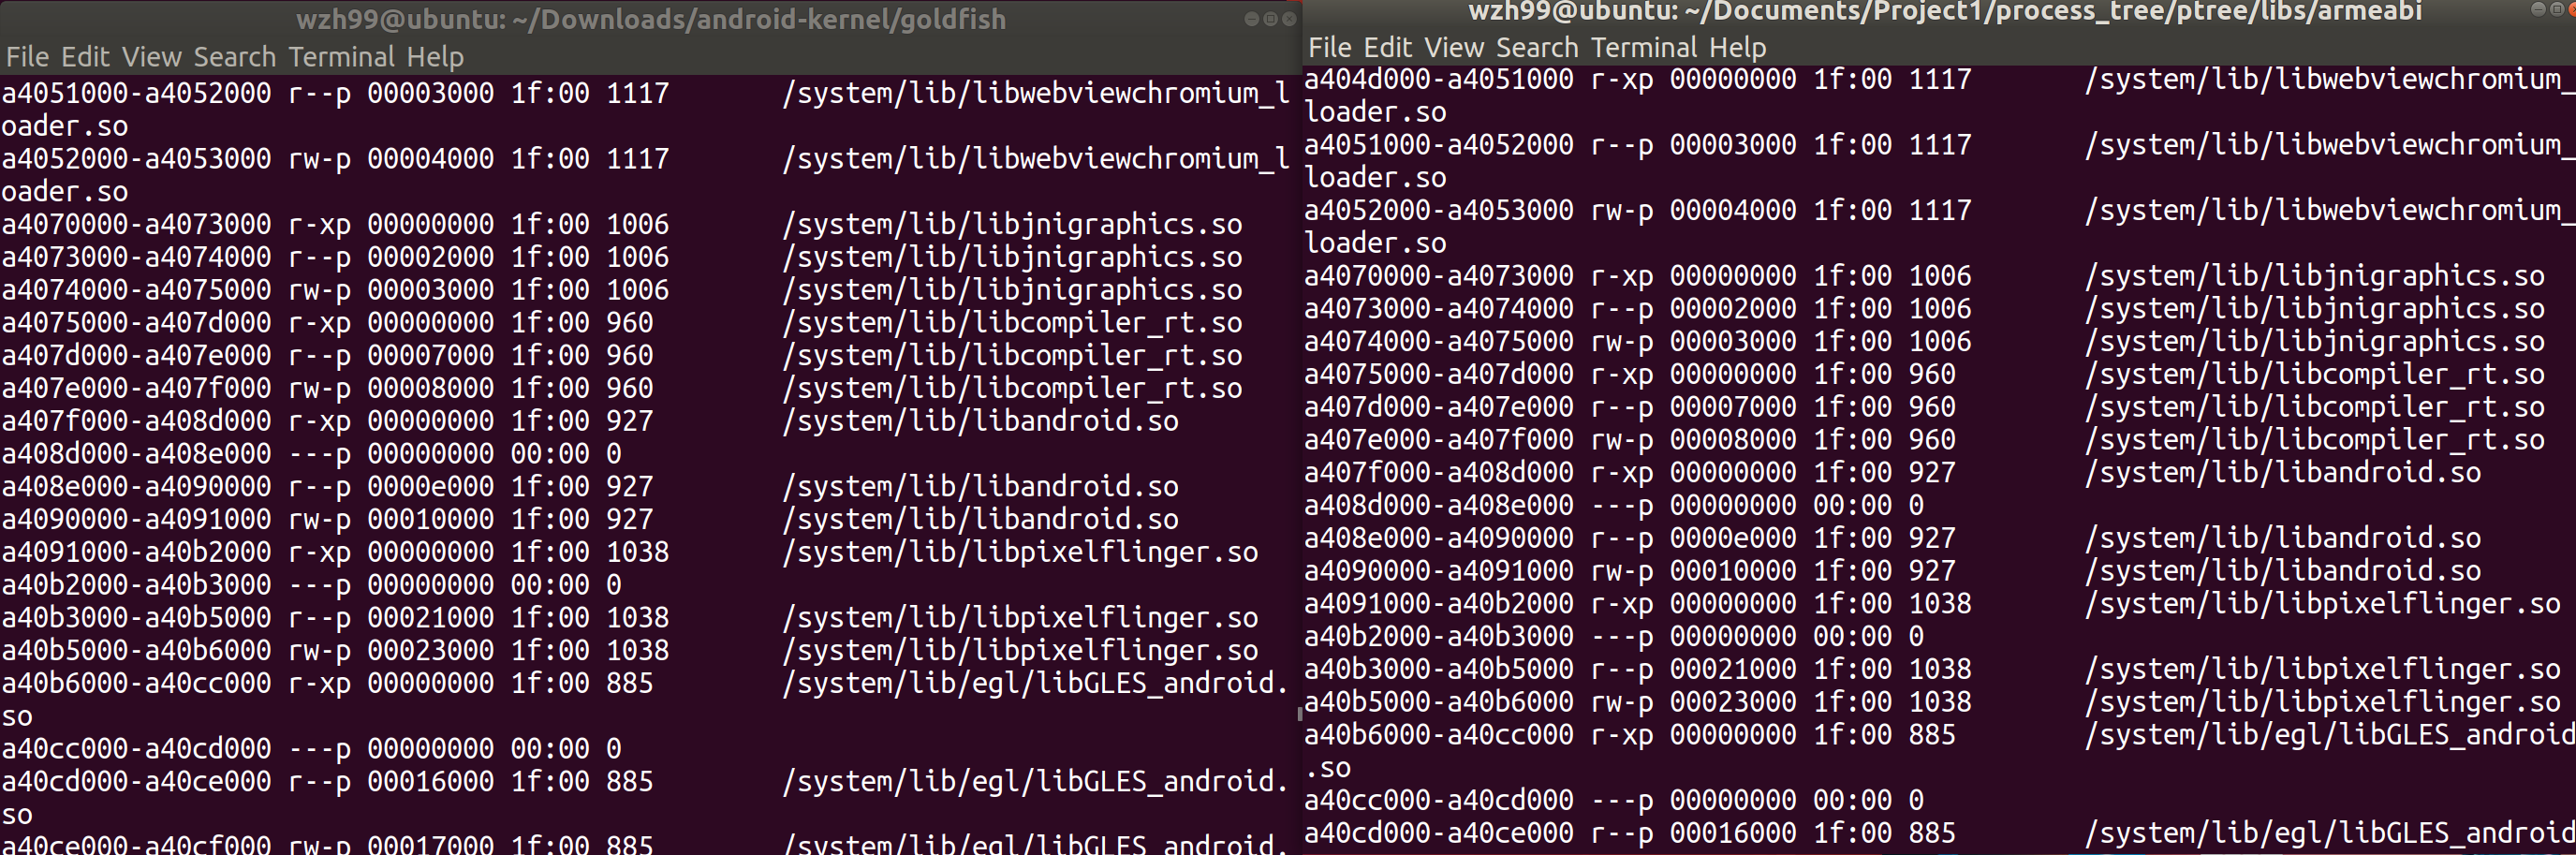 wzh99@ubuntu: ~/Downloads/android-kernel/goldfish
File Edit View Search Terminal Help
a4051000-a4052000 r--p 00003000 1f:00 1117       /system/lib/libwebviewchromium_l
oader.so
a4052000-a4053000 rw-p 00004000 1f:00 1117       /system/lib/libwebviewchromium_l
oader.so
a4070000-a4073000 r-xp 00000000 1f:00 1006       /system/lib/libjnigraphics.so
a4073000-a4074000 r--p 00002000 1f:00 1006       /system/lib/libjnigraphics.so
a4074000-a4075000 rw-p 00003000 1f:00 1006       /system/lib/libjnigraphics.so
a4075000-a407d000 r-xp 00000000 1f:00 960        /system/lib/libcompiler_rt.so
a407d000-a407e000 r--p 00007000 1f:00 960        /system/lib/libcompiler_rt.so
a407e000-a407f000 rw-p 00008000 1f:00 960        /system/lib/libcompiler_rt.so
a407f000-a408d000 r-xp 00000000 1f:00 927        /system/lib/libandroid.so
a408d000-a408e000 ---p 00000000 00:00 0
a408e000-a4090000 r--p 0000e000 1f:00 927        /system/lib/libandroid.so
a4090000-a4091000 rw-p 00010000 1f:00 927        /system/lib/libandroid.so
a4091000-a40b2000 r-xp 00000000 1f:00 1038       /system/lib/libpixelflinger.so
a40b2000-a40b3000 ---p 00000000 00:00 0
a40b3000-a40b5000 r--p 00021000 1f:00 1038       /system/lib/libpixelflinger.so
a40b5000-a40b6000 rw-p 00023000 1f:00 1038       /system/lib/libpixelflinger.so
a40b6000-a40cc000 r-xp 00000000 1f:00 885        /system/lib/egl/libGLES_android.
so
a40cc000-a40cd000 ---p 00000000 00:00 0
a40cd000-a40ce000 r--p 00016000 1f:00 885        /system/lib/egl/libGLES_android.
so
a40ce000-a40cf000 rw-p 00017000 1f:00 885        /system/lib/egl/libGLES_android.
wzh99@ubuntu: ~/Documents/Project1/process_tree/ptree/libs/armeabi
File Edit View Search Terminal Help
a404d000-a4051000 r-xp 00000000 1f:00 1117       /system/lib/libwebviewchromium_
loader.so
a4051000-a4052000 r--p 00003000 1f:00 1117       /system/lib/libwebviewchromium_
loader.so
a4052000-a4053000 rw-p 00004000 1f:00 1117       /system/lib/libwebviewchromium_
loader.so
a4070000-a4073000 r-xp 00000000 1f:00 1006       /system/lib/libjnigraphics.so
a4073000-a4074000 r--p 00002000 1f:00 1006       /system/lib/libjnigraphics.so
a4074000-a4075000 rw-p 00003000 1f:00 1006       /system/lib/libjnigraphics.so
a4075000-a407d000 r-xp 00000000 1f:00 960        /system/lib/libcompiler_rt.so
a407d000-a407e000 r--p 00007000 1f:00 960        /system/lib/libcompiler_rt.so
a407e000-a407f000 rw-p 00008000 1f:00 960        /system/lib/libcompiler_rt.so
a407f000-a408d000 r-xp 00000000 1f:00 927        /system/lib/libandroid.so
a408d000-a408e000 ---p 00000000 00:00 0
a408e000-a4090000 r--p 0000e000 1f:00 927        /system/lib/libandroid.so
a4090000-a4091000 rw-p 00010000 1f:00 927        /system/lib/libandroid.so
a4091000-a40b2000 r-xp 00000000 1f:00 1038       /system/lib/libpixelflinger.so
a40b2000-a40b3000 ---p 00000000 00:00 0
a40b3000-a40b5000 r--p 00021000 1f:00 1038       /system/lib/libpixelflinger.so
a40b5000-a40b6000 rw-p 00023000 1f:00 1038       /system/lib/libpixelflinger.so
a40b6000-a40cc000 r-xp 00000000 1f:00 885        /system/lib/egl/libGLES_android
.so
a40cc000-a40cd000 ---p 00000000 00:00 0
a40cd000-a40ce000 r--p 00016000 1f:00 885        /system/lib/egl/libGLES_android